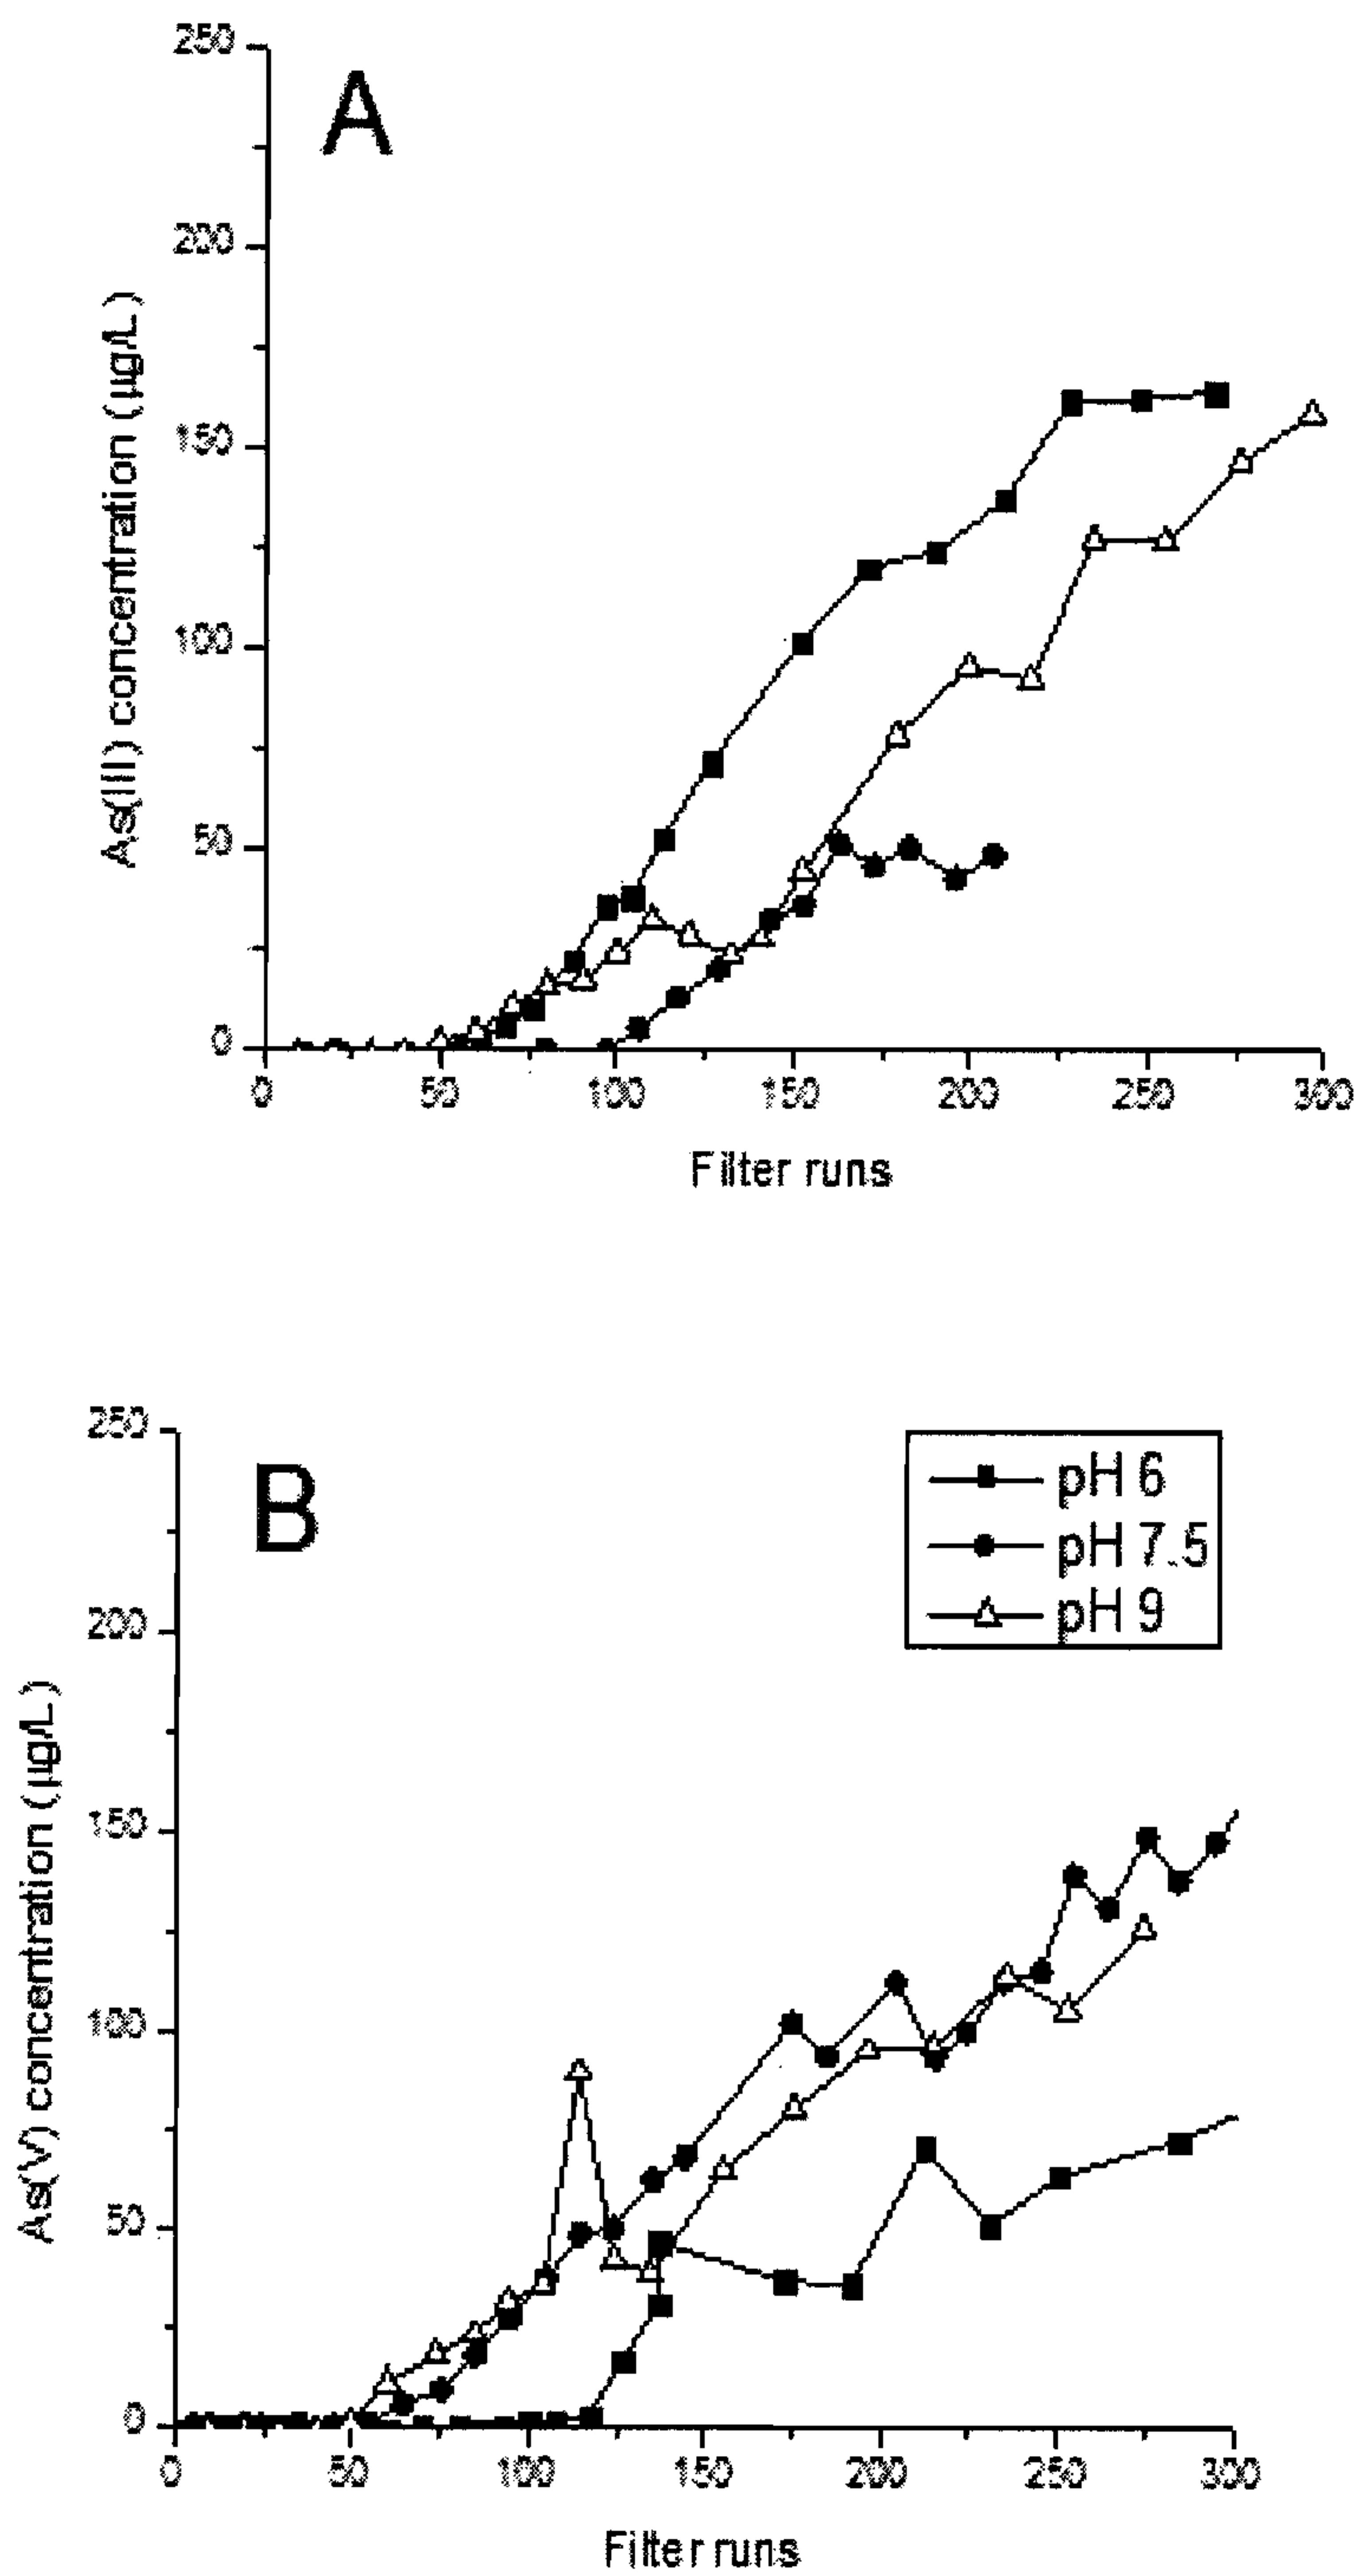 A
250
200
150
100
50
0
As(III) concentration (µg/L)
0 50 100 150 200 250 300
Filter runs
B
pH 6
pH 7.5
pH 9
250
200
150
100
50
0
As(V) concentration (µg/L)
0 50 100 150 200 250 300
Filter runs